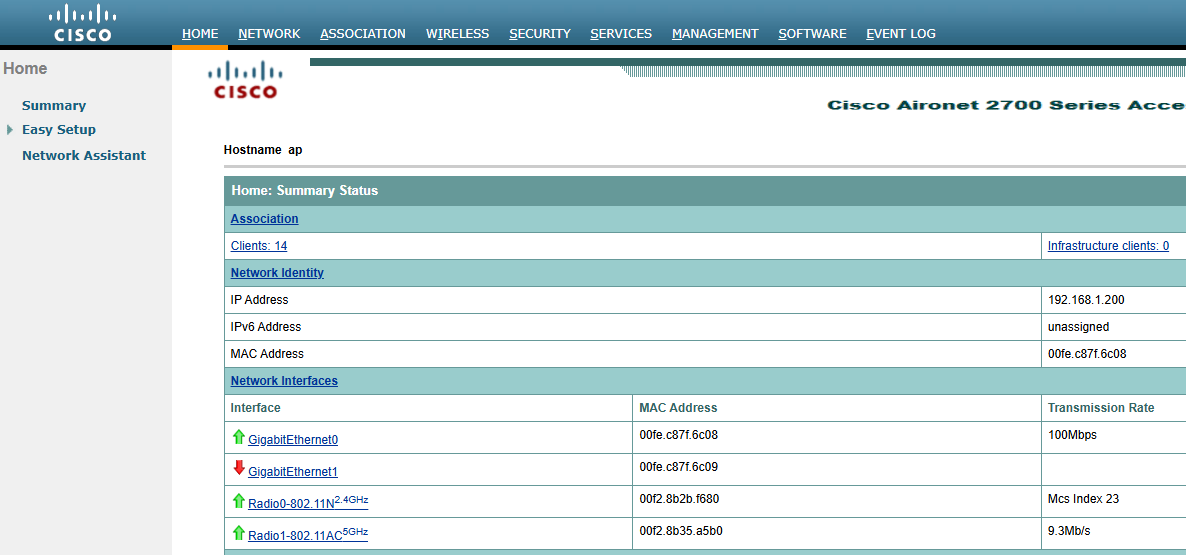 CISCO
HOME NETWORK ASSOCIATION WIRELESS SECURITY SERVICES MANAGEMENT SOFTWARE EVENT LOG
Home
Summary
Easy Setup
Network Assistant
CISCO
Cisco Aironet 2700 Series Acce
Hostname ap
Home: Summary Status
Association
Clients: 14 Infrastructure clients: 0
Network Identity
IP Address 192.168.1.200
IPv6 Address unassigned
MAC Address 00fe.c87f.6c08
Network Interfaces
Interface MAC Address Transmission Rate
GigabitEthernet0 00fe.c87f.6c08 100Mbps
GigabitEthernet1 00fe.c87f.6c09
Radio0-802.11N2.4GHz 00f2.8b2b.f680 Mcs Index 23
Radio1-802.11AC5GHz 00f2.8b35.a5b0 9.3Mb/s